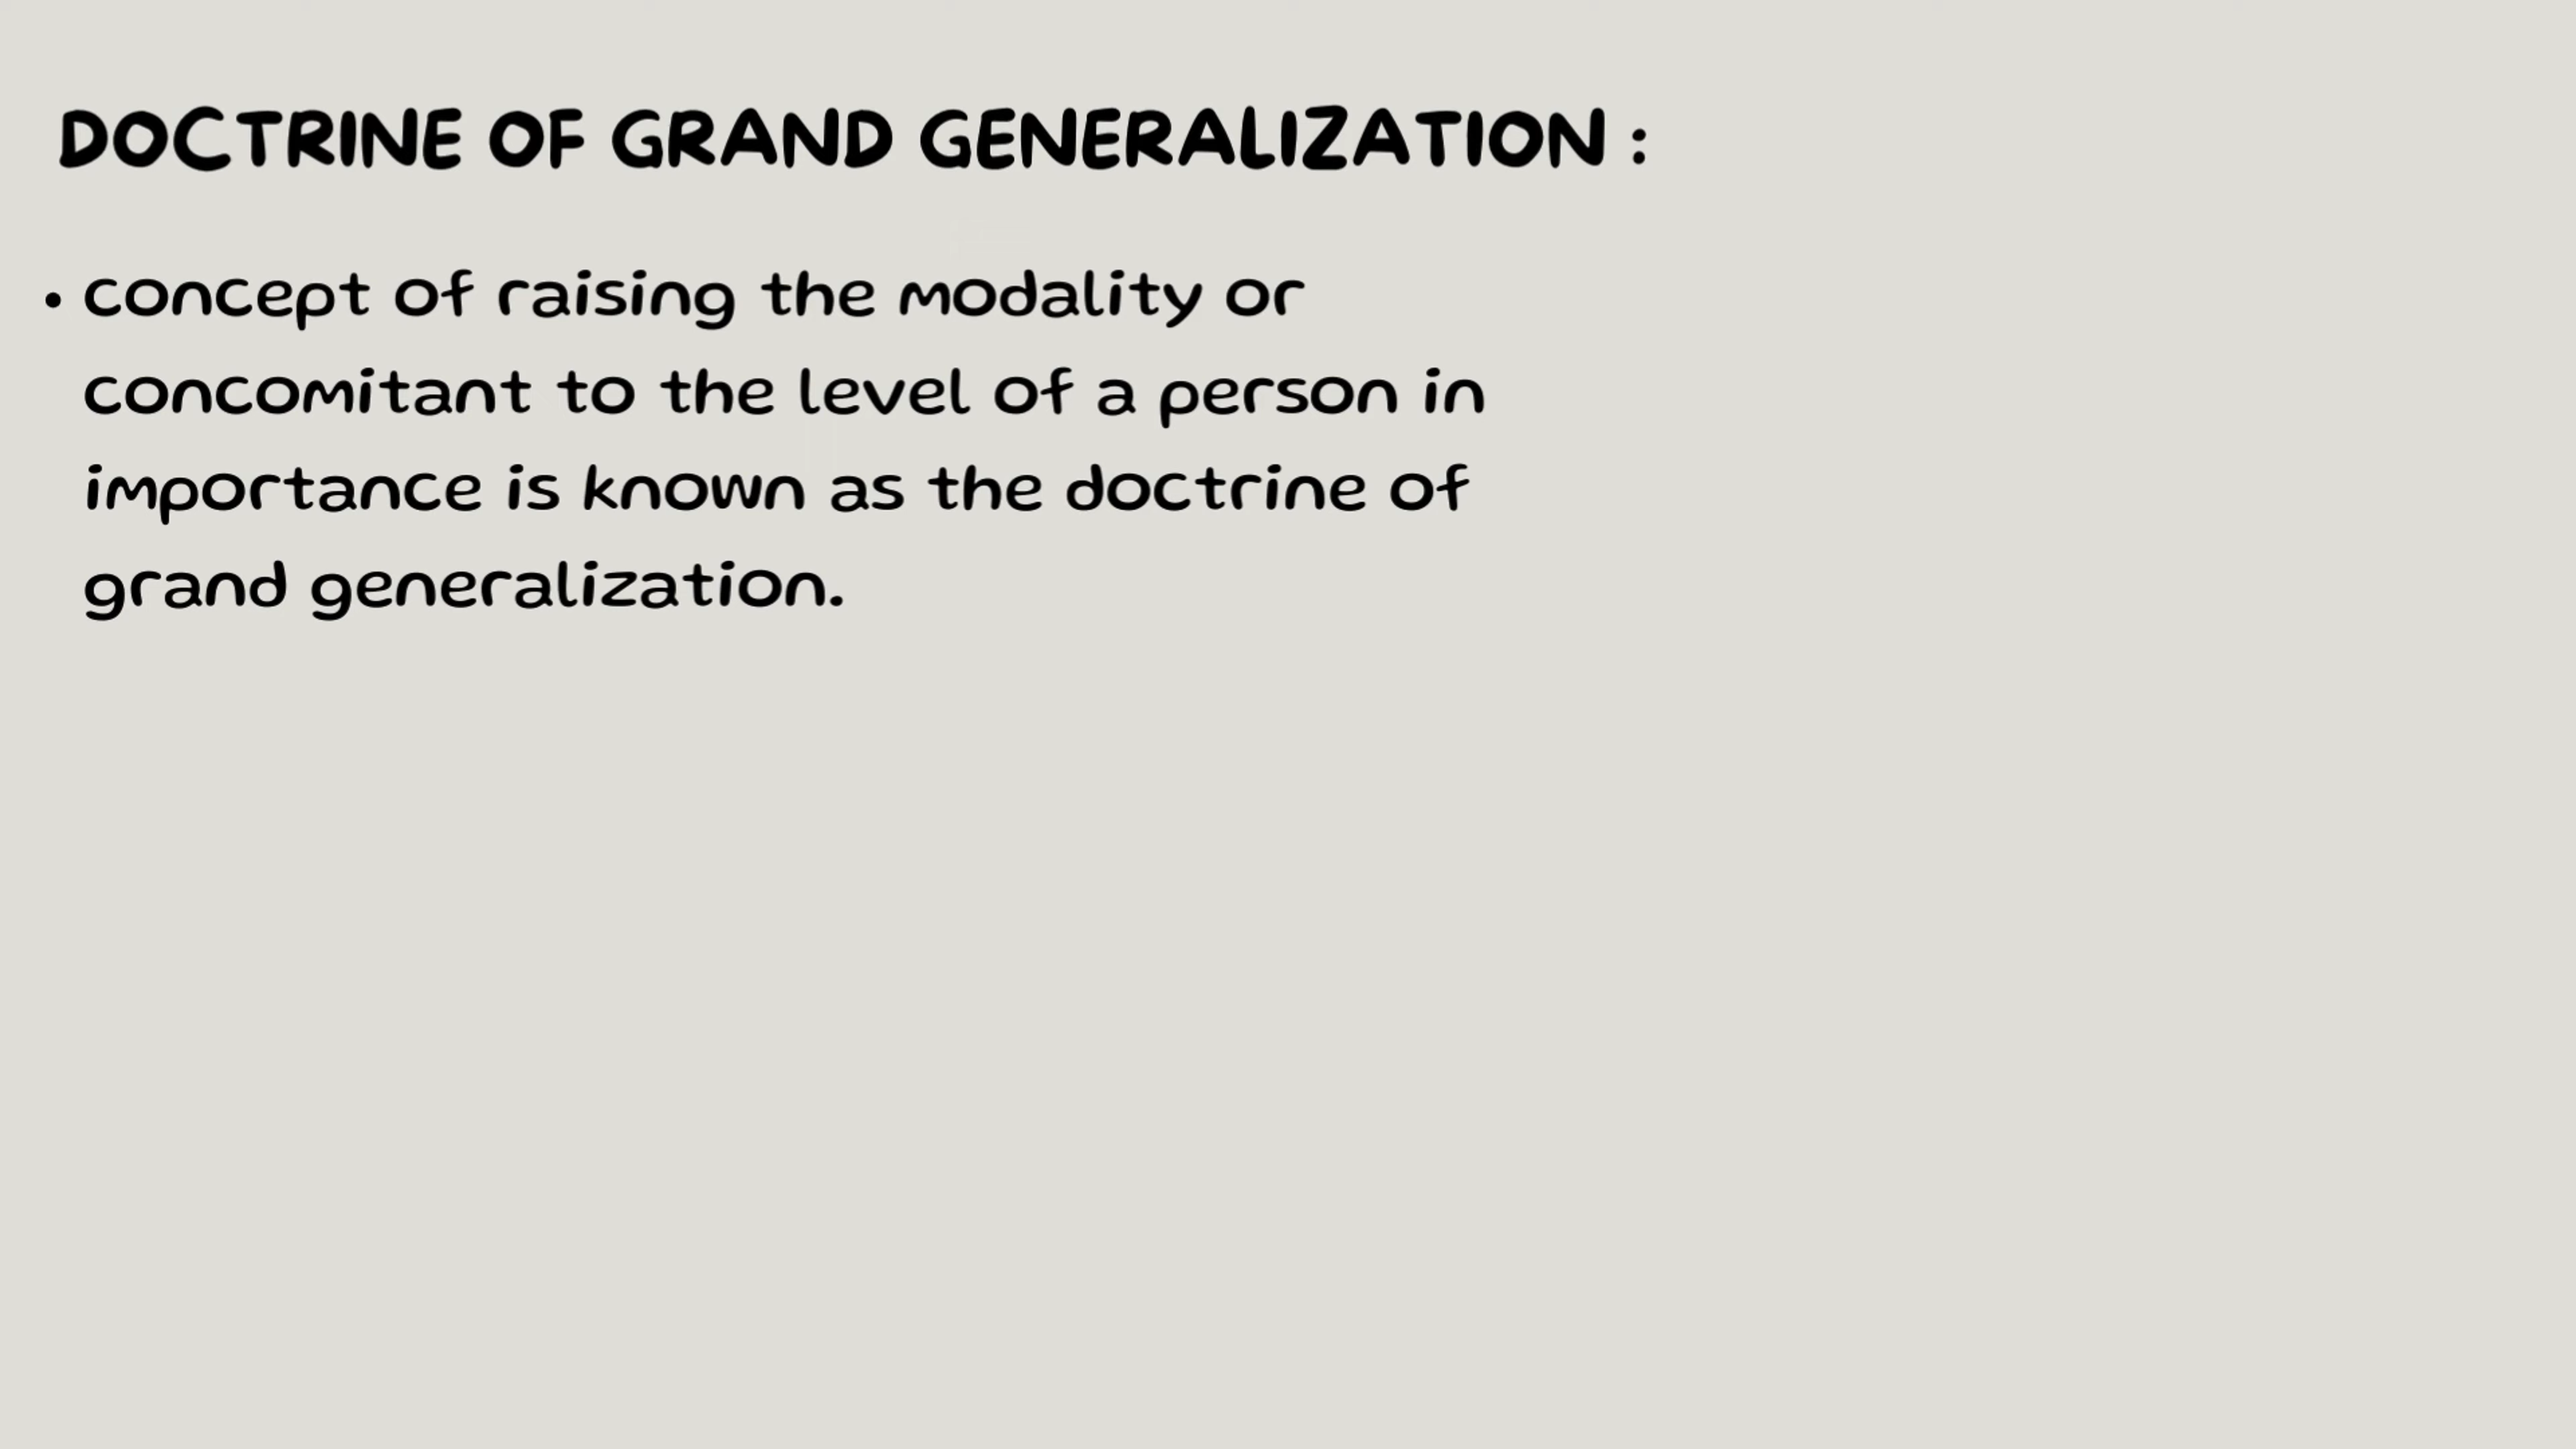 DOCTRINE OF GRAND GENERALIZATION :
• concept of raising the modality or
concomitant to the level of a person in
importance is known as the doctrine of
grand generalization.